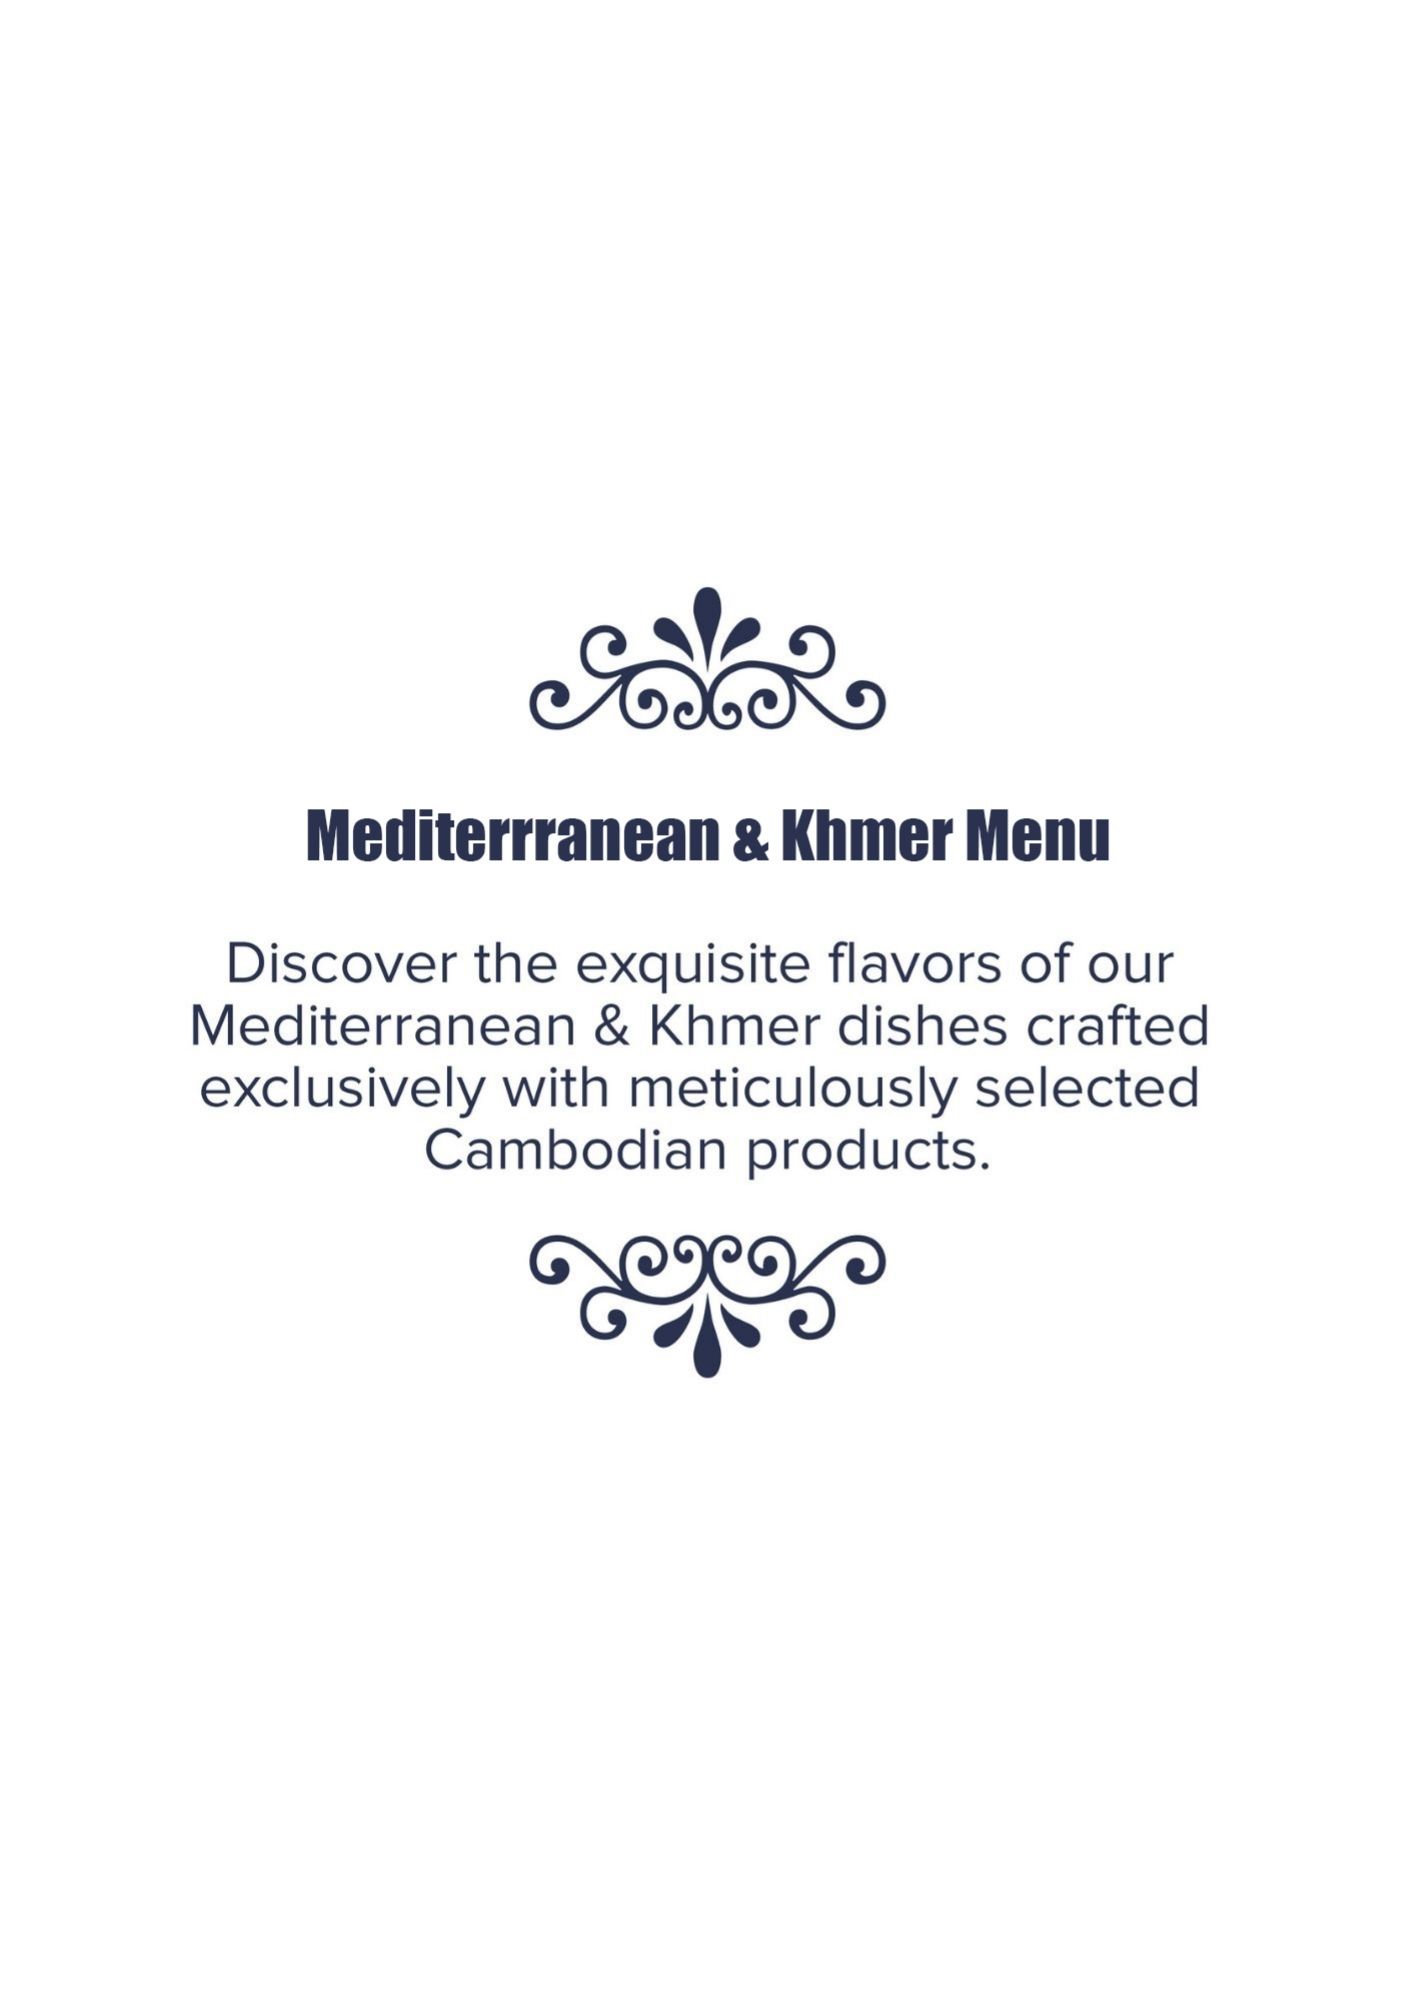 Mediterrranean & Khmer Menu
Discover the exquisite flavors of our
Mediterranean & Khmer dishes crafted
exclusively with meticulously selected
Cambodian products.